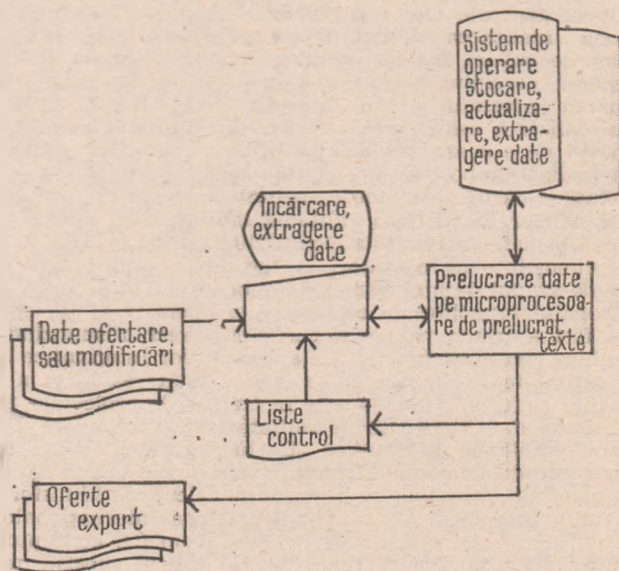 Sistem de
operare
stocare,
actualiza-
re, extra-
gere date
Încărcare,
extragere
date
Prelucrare date
pe microprocesoa-
re de prelucrat
texte
Date ofertare
sau modificări
Liste
control
Oferte
export